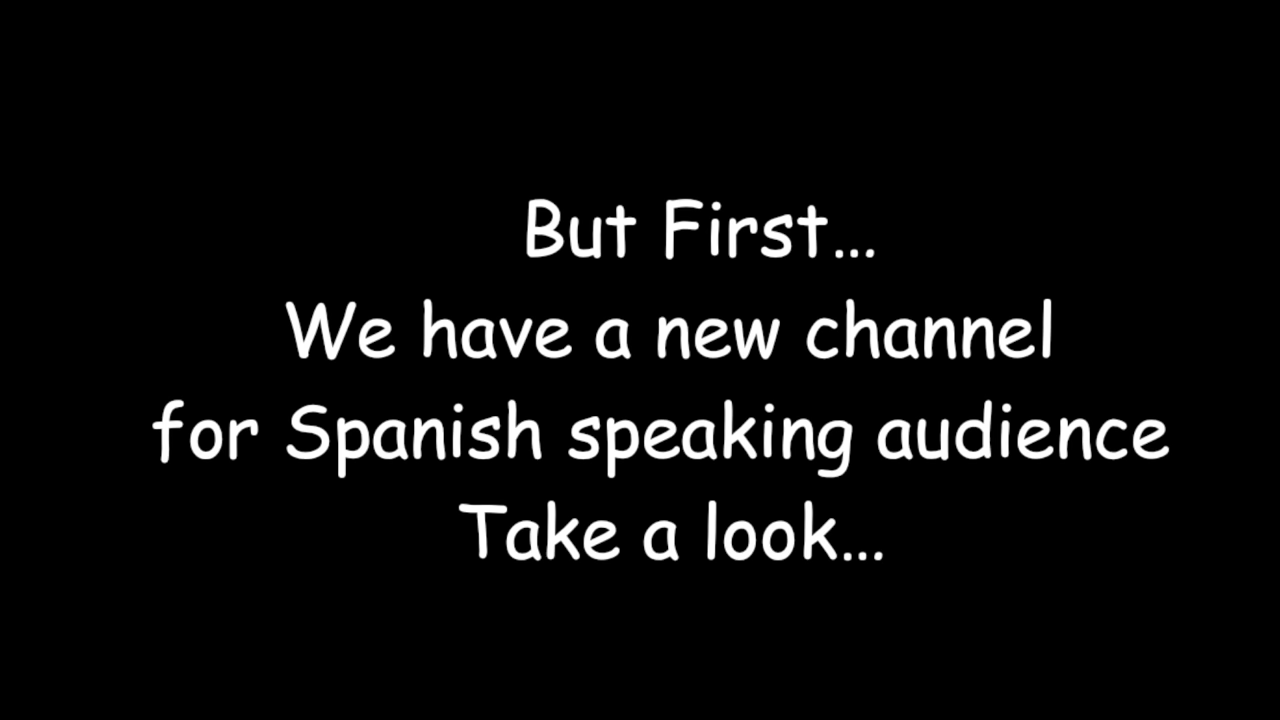 But First...
We have a new channel
for Spanish speaking audience
Take a look...